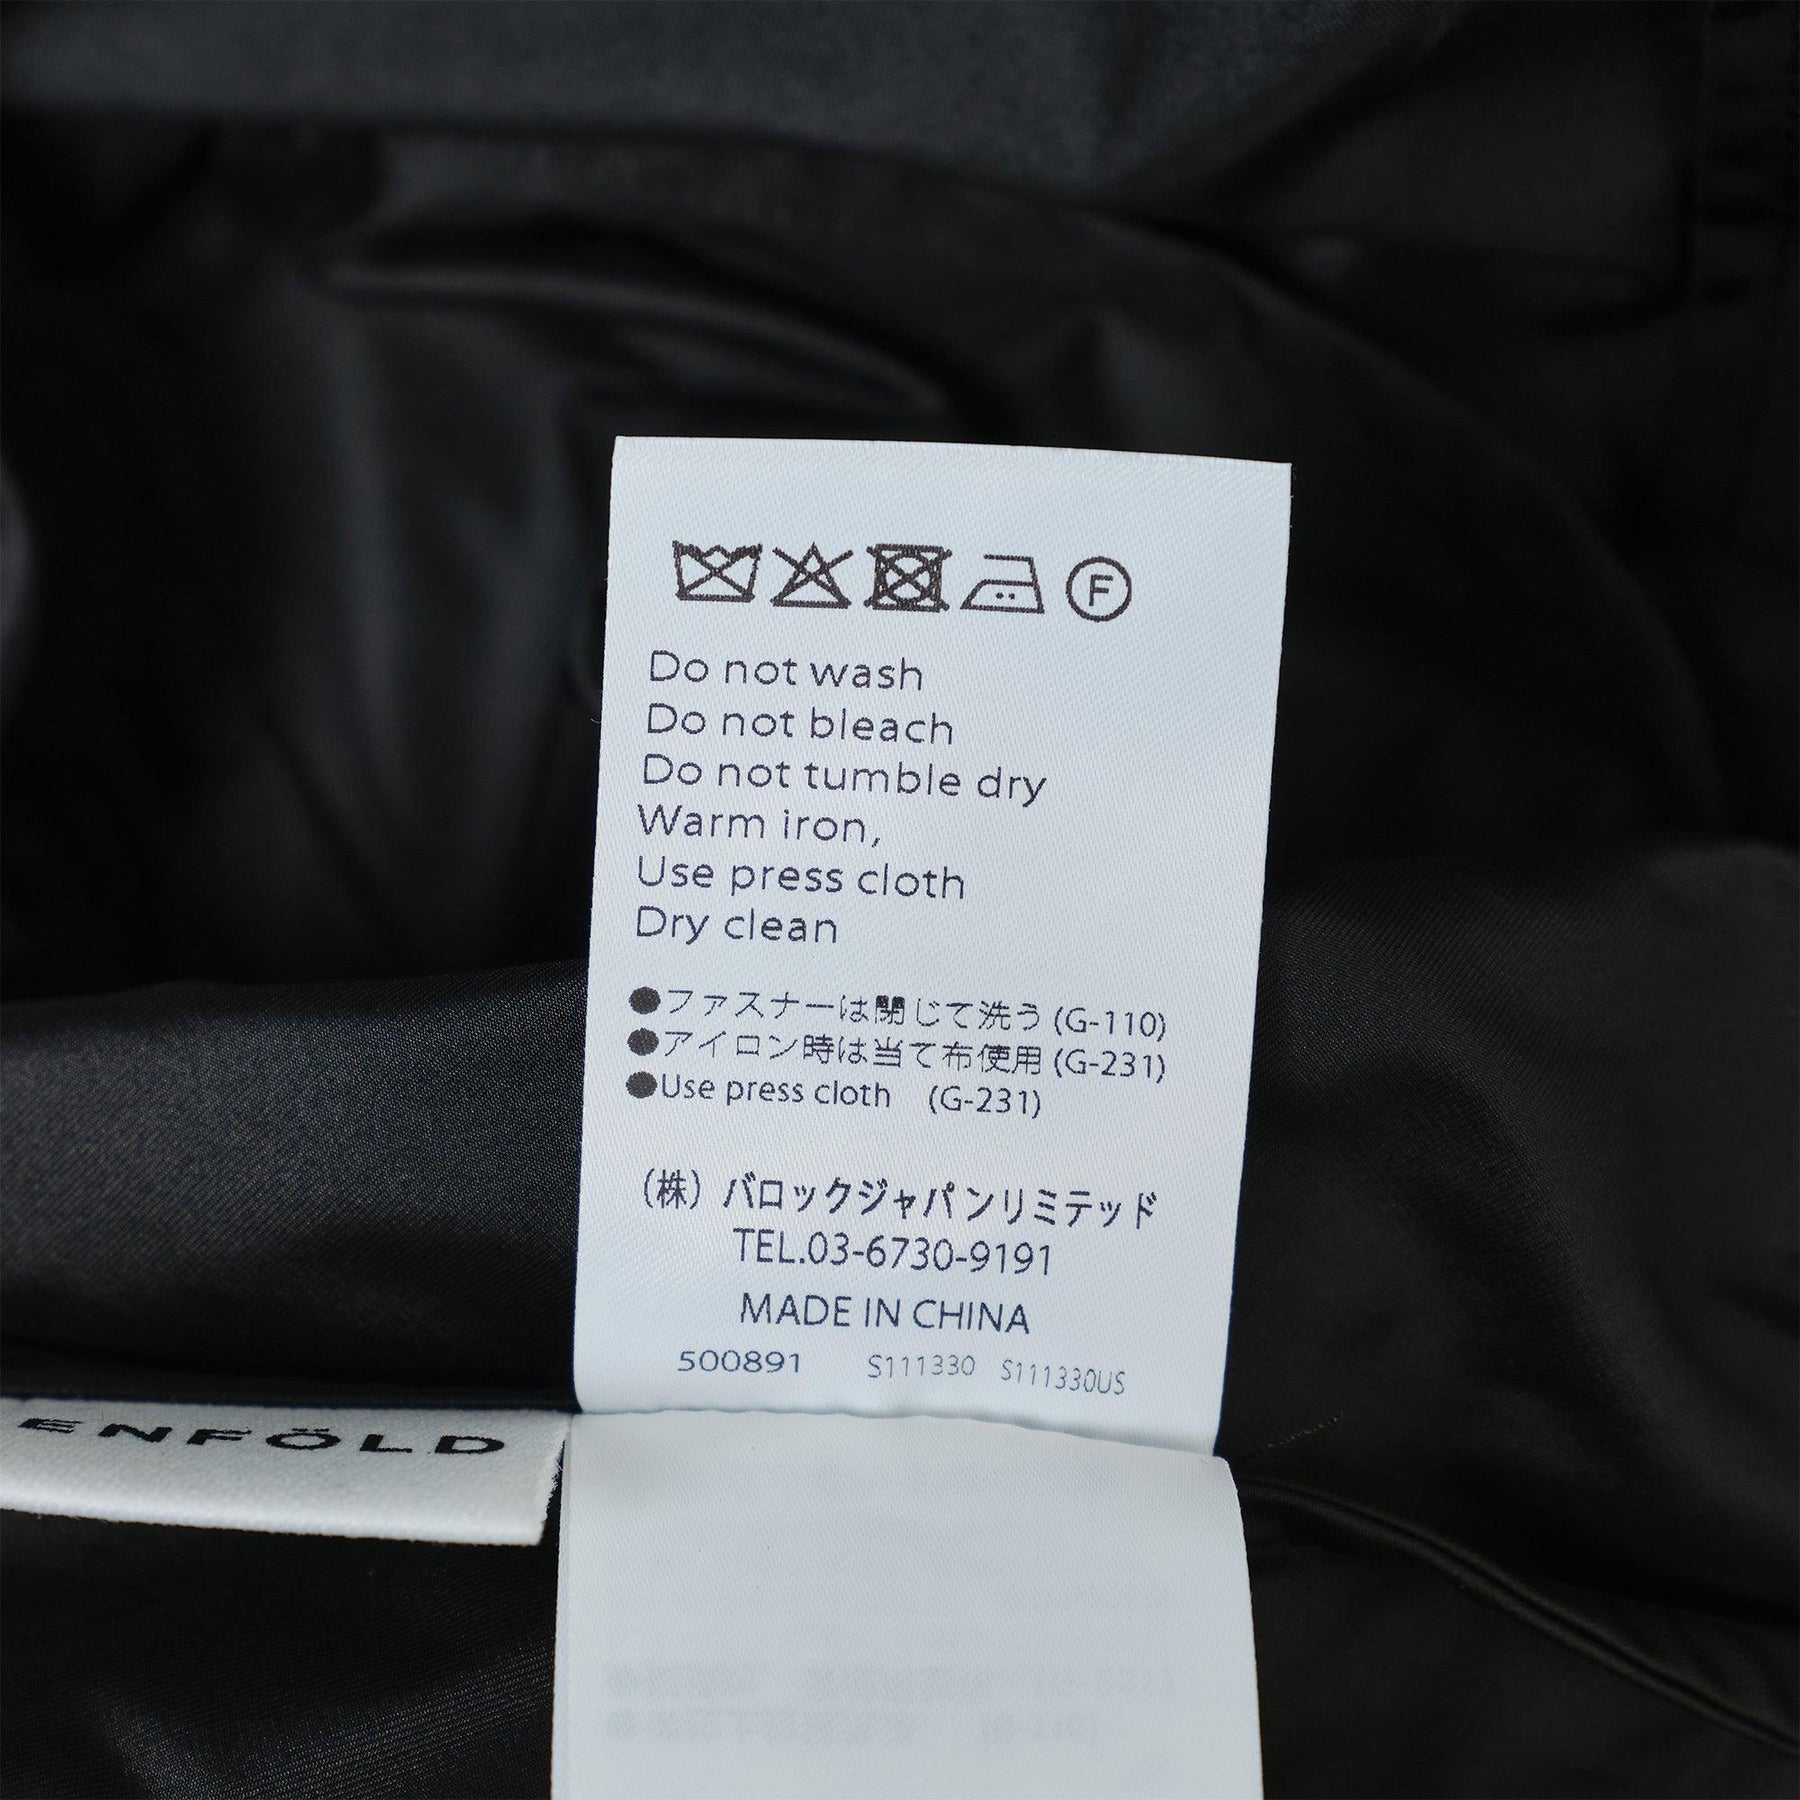 F
Do not wash
Do not bleach
Do not tumble dry
Warm iron,
Use press cloth
Dry clean
●ファスナーは閉じて洗う (G-110)
●アイロン時は当て布使用 (G-231)
●Use press cloth (G-231)
(株) バロックジャパンリミテッド
TEL.03-6730-9191
MADE IN CHINA
500891 S111330 S111330US
ENFÖLD